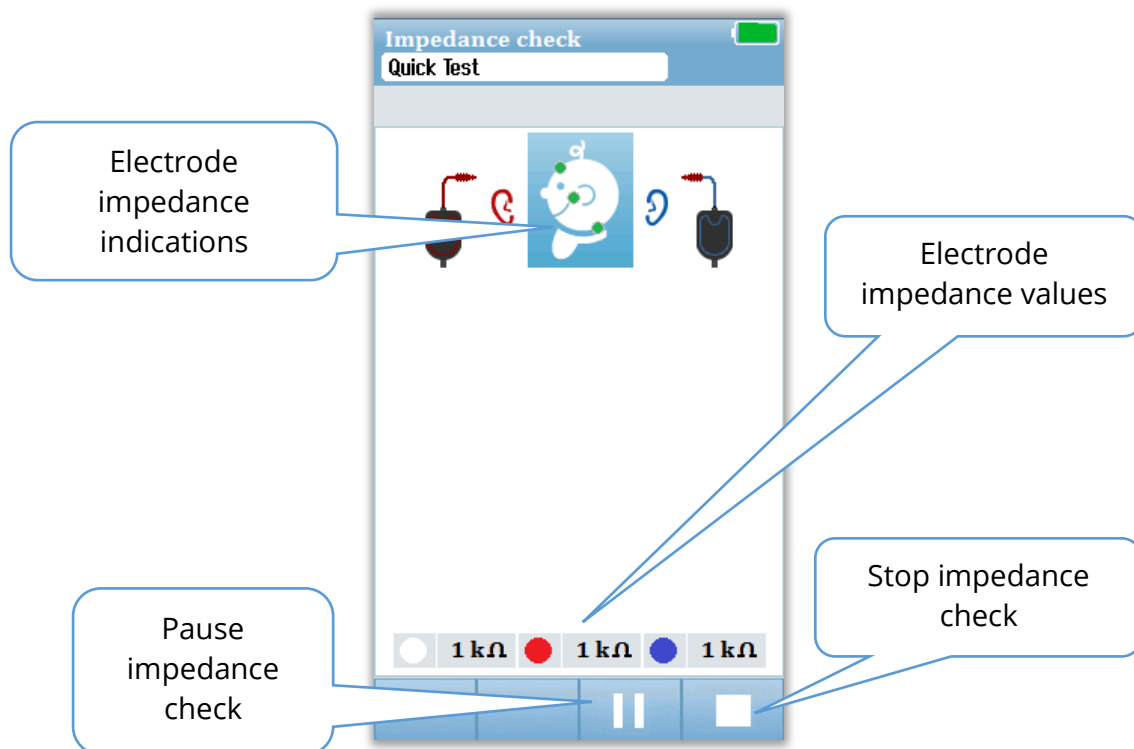 Impedance check
Quick Test
Electrode
impedance
indications
Electrode
impedance values
Stop impedance
check
Pause
impedance
check
1 kΩ 1 kΩ 1 kΩ